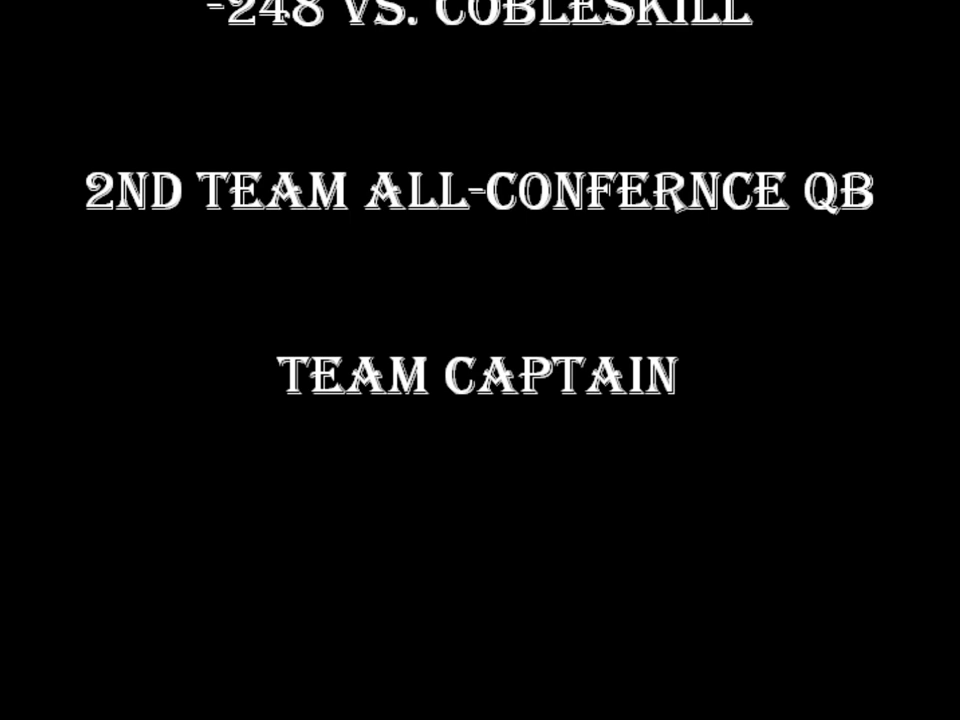 -248 VS. COBLESKILL
2ND TEAM ALL-CONFERNCE QB
TEAM CAPTAIN